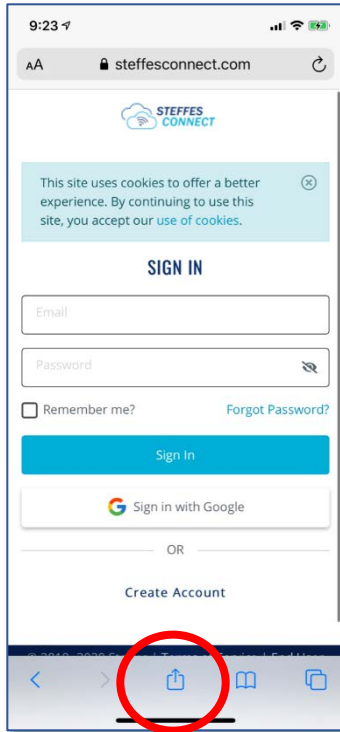 9:23
AA steffesconnect.com
STEFFES
CONNECT
This site uses cookies to offer a better
experience. By continuing to use this
site, you accept our use of cookies.
SIGN IN
Email
Password
Remember me? Forgot Password?
Sign In
Sign in with Google
OR
Create Account